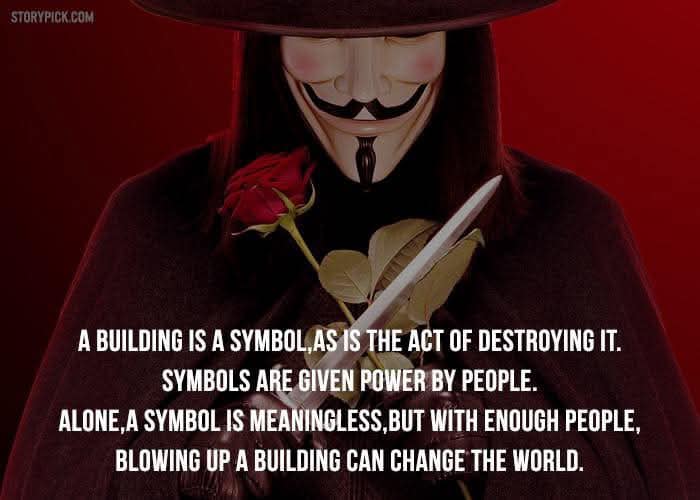 STORYPICK.COM
A BUILDING IS A SYMBOL,AS IS THE ACT OF DESTROYING IT.
SYMBOLS ARE GIVEN POWER BY PEOPLE.
ALONE,A SYMBOL IS MEANINGLESS,BUT WITH ENOUGH PEOPLE,
BLOWING UP A BUILDING CAN CHANGE THE WORLD.